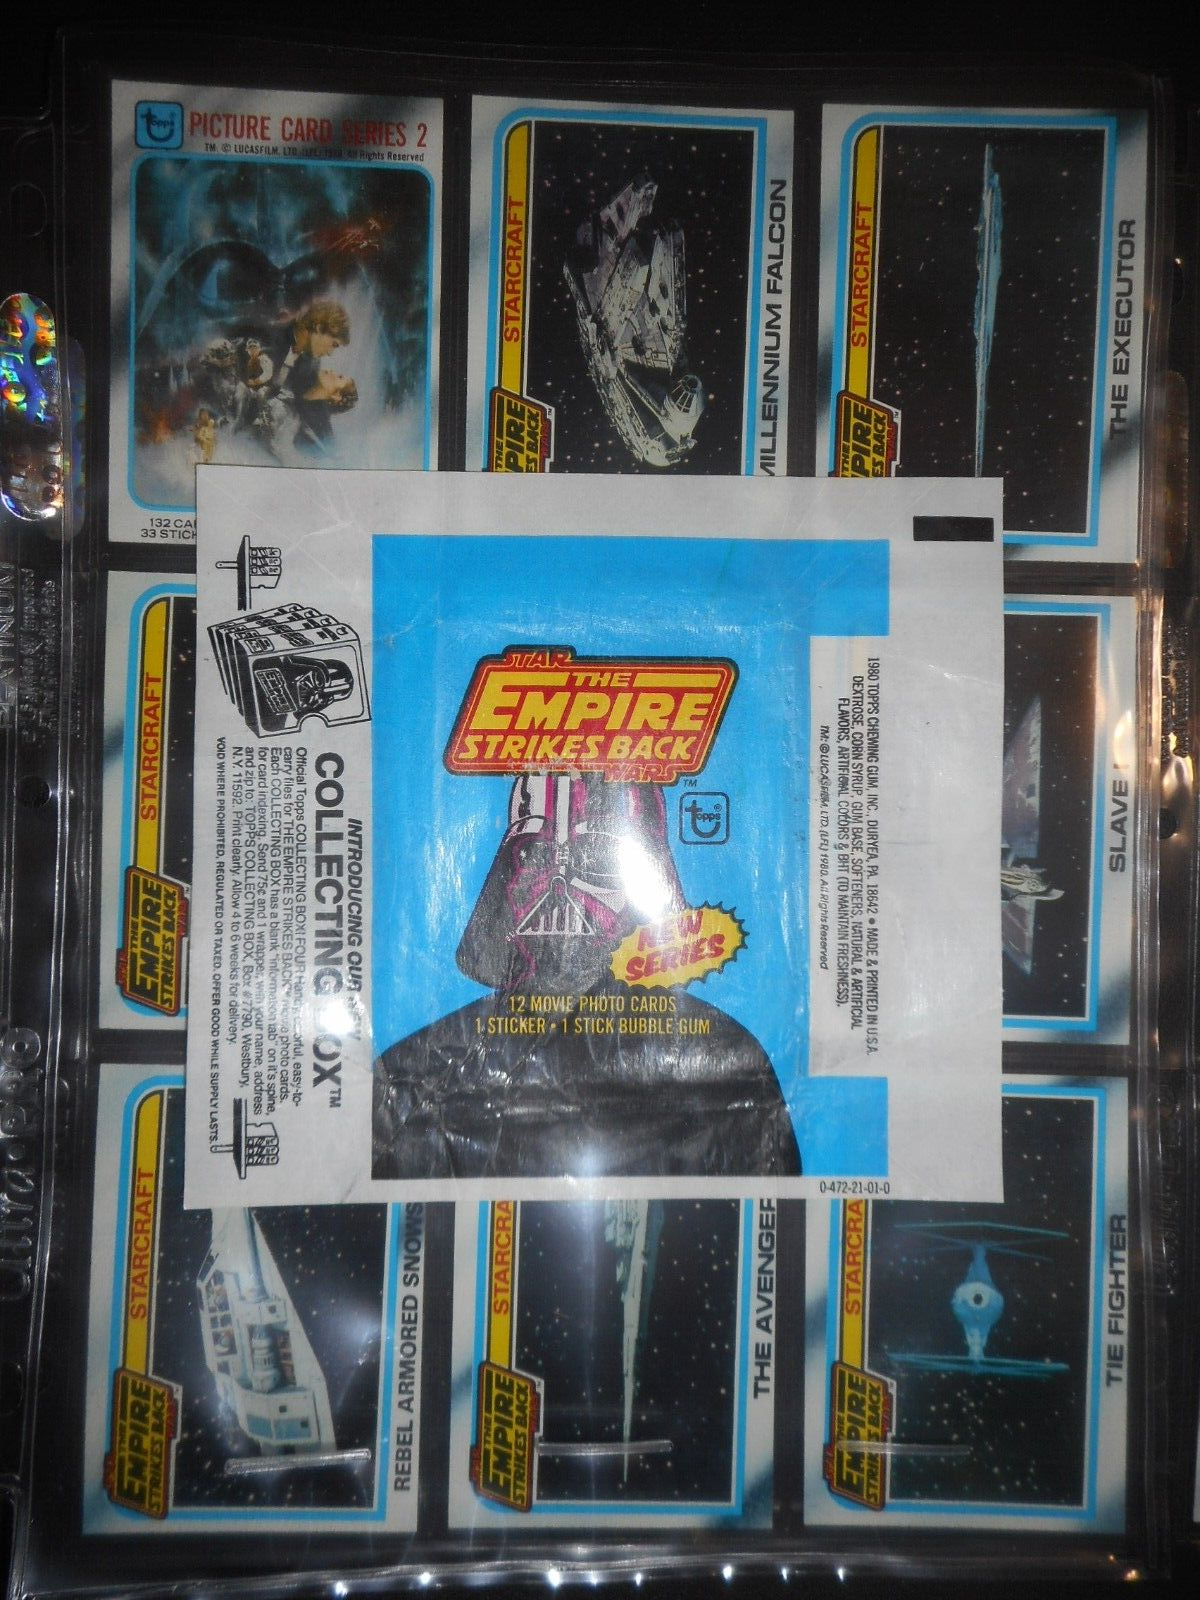 topps
PICTURE CARD SERIES 2
TM © LUCASFILM, LTD. (LFL) 1980. All Rights Reserved
132
33
STARCRAFT
THE
EMPIRE
MILLENNIUM FALCON
STARCRAFT
THE
EMPIRE
ES BACK
THE EXECUTOR
STARCRAFT
THE
EMPIRE
STRIKES BACK
SLAVE
COLLECTING BOX™
INTRODUCING OUR NEW
Official Topps COLLECTING BOX! FOUR handy, colorful, easy-to-
carry files for THE EMPIRE STRIKES BACK movie photo cards.
Each COLLECTING BOX has a blank "information tab" on it's spine,
for card indexing. Send 75¢ and 1 wrapper, with your name, address
and zip to: TOPPS COLLECTING BOX, Box #7790, Westbury,
N.Y. 11592. Print clearly. Allow 4 to 6 weeks for delivery.
VOID WHERE PROHIBITED, REGULATED OR TAXED. OFFER GOOD WHILE SUPPLY LASTS.
STAR
THE
EMPIRE
STRIKES BACK
WARS
™
topps®
NEW
SERIES
12 MOVIE PHOTO CARDS
1 STICKER • 1 STICK BUBBLE GUM
1980 TOPPS CHEWING GUM, INC., DURYEA, PA. 18642 • MADE & PRINTED IN U.S.A.
DEXTROSE, CORN SYRUP, GUM BASE, SOFTENERS, NATURAL & ARTIFICIAL
FLAVORS, ARTIFICIAL COLORS & BHT (TO MAINTAIN FRESHNESS).
TM: © LUCASFILM, LTD. (LFL) 1980. All Rights Reserved
0-472-21-01-0
STARCRAFT
THE
EMPIRE
STRIKES BACK
REBEL ARMORED SNOWS
STARCRA
THE
EMPIRE
STRIKES BACK
THE AVENGER
STARCRA
THE
EMPIRE
STRIKES BACK
TIE FIGHTER
Ultra·PRO